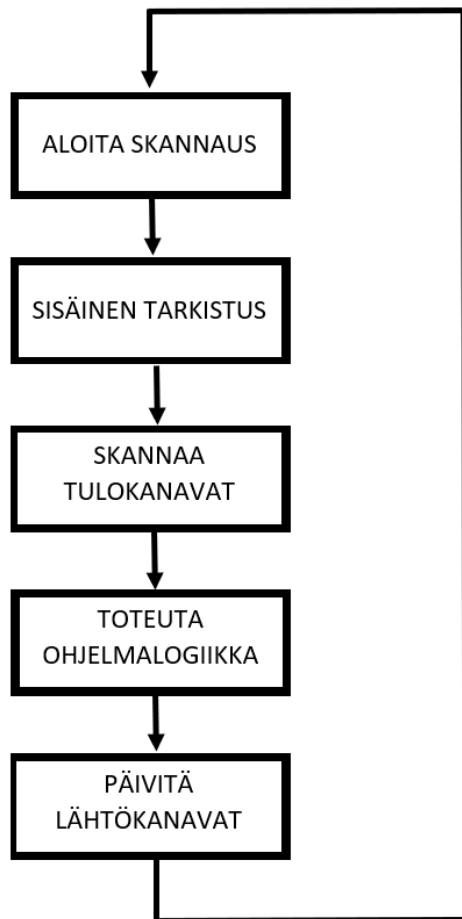 ALOITA SKANNAUS
SISÄINEN TARKISTUS
SKANNAA
TULOKANAVAT
TOTEUTA
OHJELMALOGIIKKA
PÄIVITÄ
LÄHTÖKANAVAT